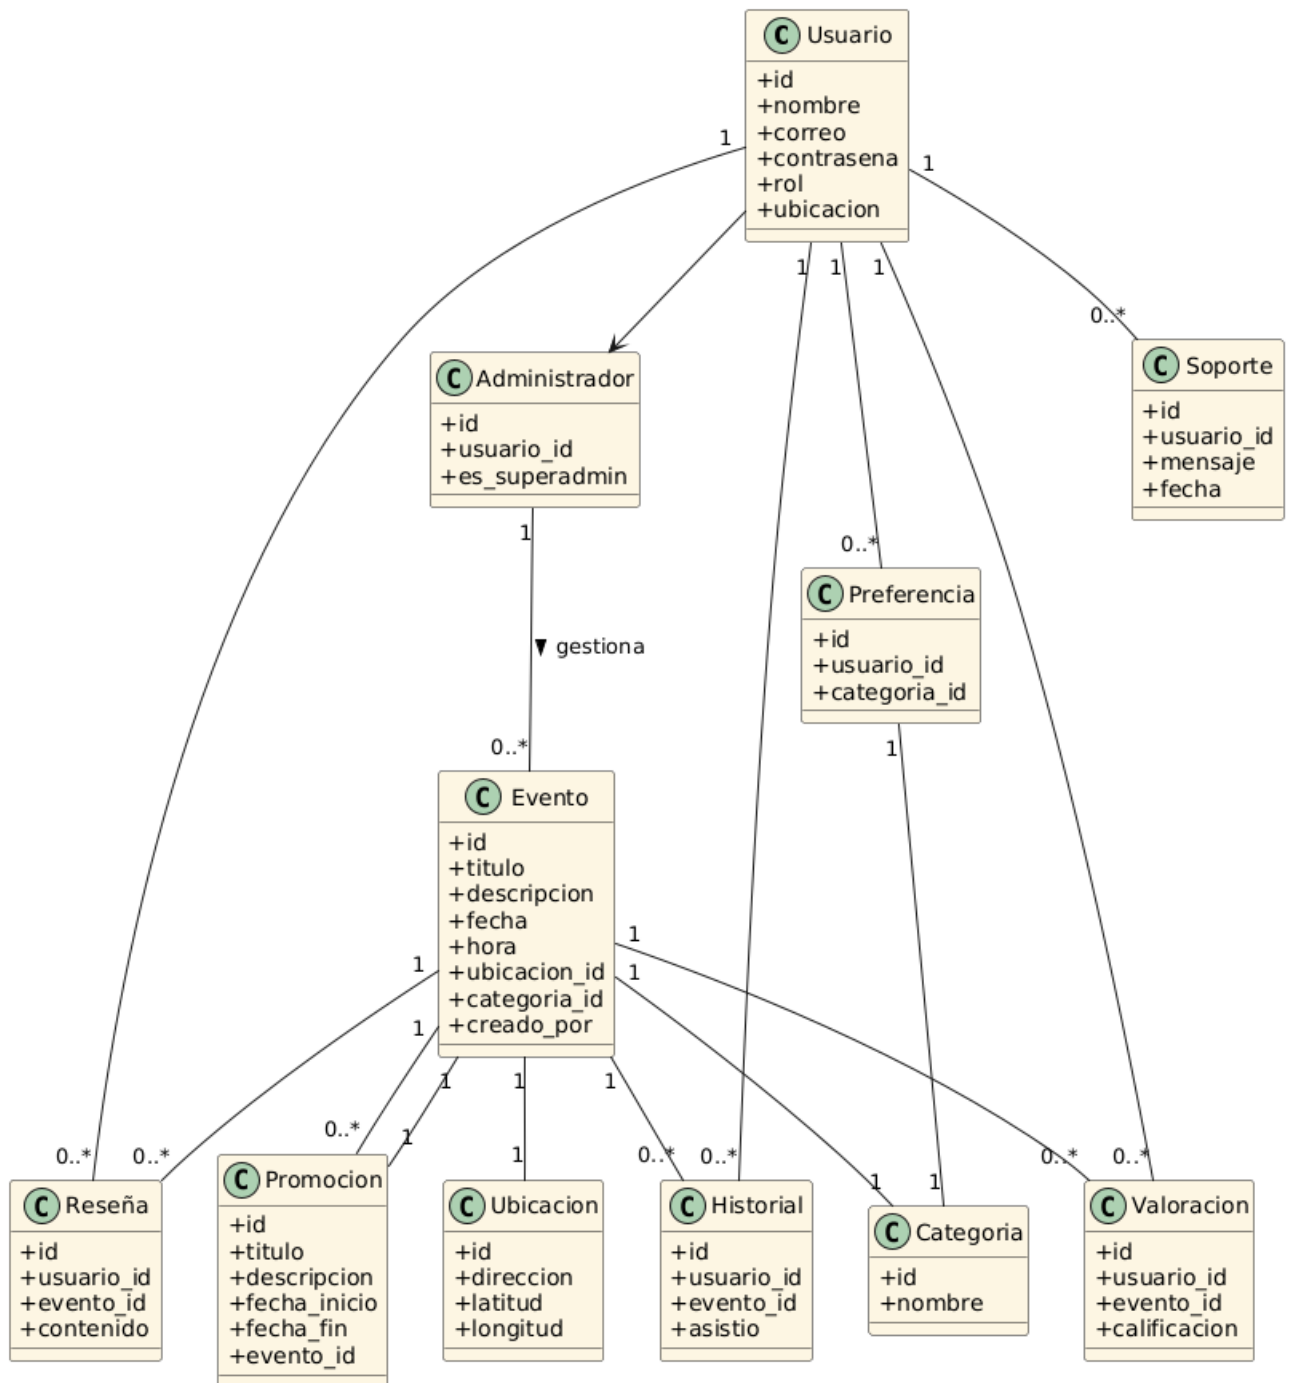 C Usuario
+id
+nombre
+correo
+contrasena
+rol
+ubicacion
1
1
1
1
1
0..*
C Administrador
+id
+usuario_id
+es_superadmin
C Soporte
+id
+usuario_id
+mensaje
+fecha
1
gestiona
0..*
0..*
C Preferencia
+id
+usuario_id
+categoria_id
1
C Evento
+id
+titulo
+descripcion
+fecha
+hora
+ubicacion_id
+categoria_id
+creado_por
1
1
1
1
1
1
1
0..*
0..*
0..*
1
1
0..*
0..*
1
1
0..*
0..*
C Reseña
+id
+usuario_id
+evento_id
+contenido
C Promocion
+id
+titulo
+descripcion
+fecha_inicio
+fecha_fin
+evento_id
C Ubicacion
+id
+direccion
+latitud
+longitud
C Historial
+id
+usuario_id
+evento_id
+asistio
C Categoria
+id
+nombre
C Valoracion
+id
+usuario_id
+evento_id
+calificacion